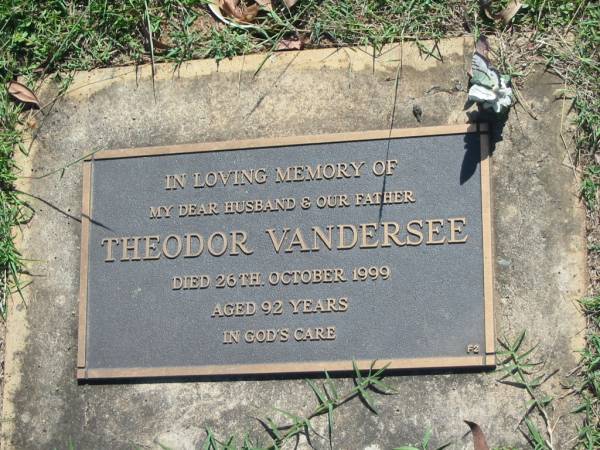 IN LOVING MEMORY OF
MY DEAR HUSBAND & OUR FATHER
THEODOR VANDERSEE
DIED 26TH. OCTOBER 1999
AGED 92 YEARS
IN GOD'S CARE
F2